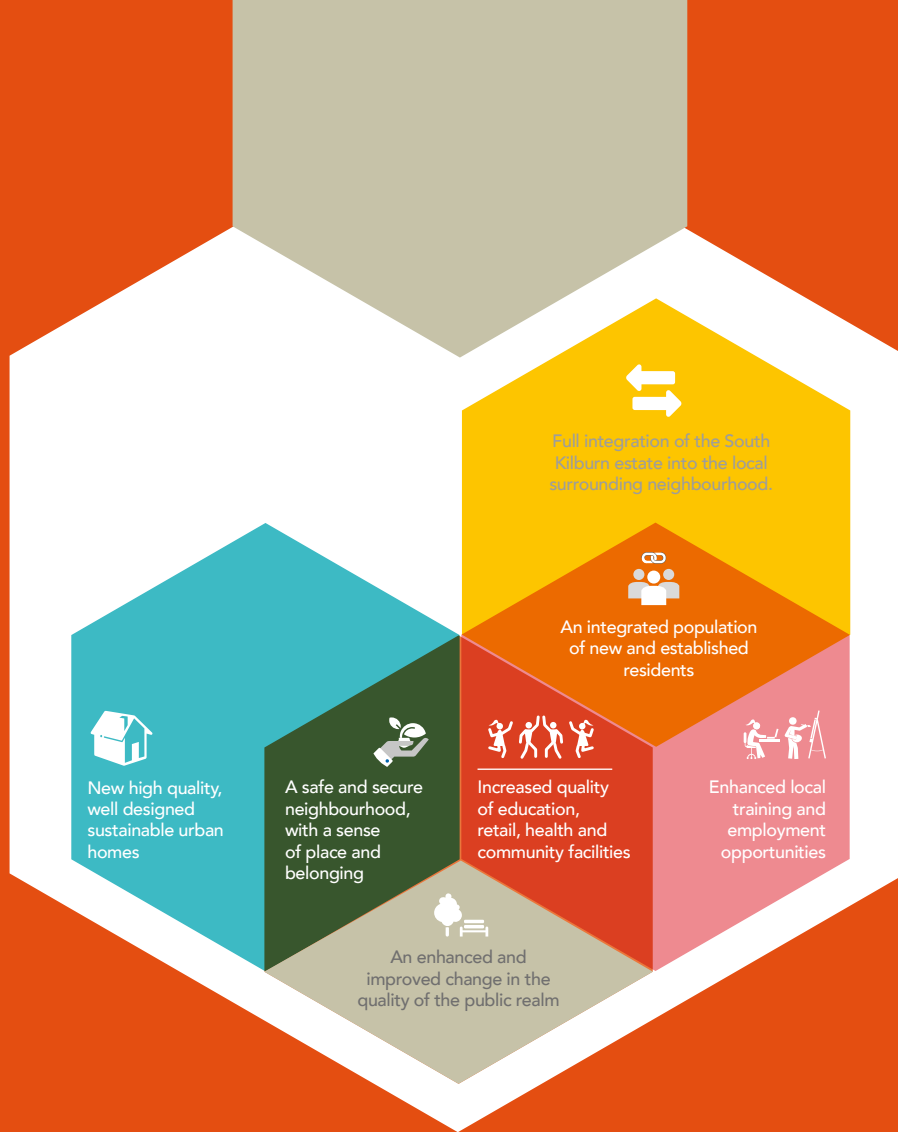 Full integration of the South
Kilburn estate into the local
surrounding neighbourhood.
An integrated population
of new and established
residents
New high quality,
well designed
sustainable urban
homes
A safe and secure
neighbourhood,
with a sense
of place and
belonging
Increased quality
of education,
retail, health and
community facilities
Enhanced local
training and
employment
opportunities
An enhanced and
improved change in the
quality of the public realm